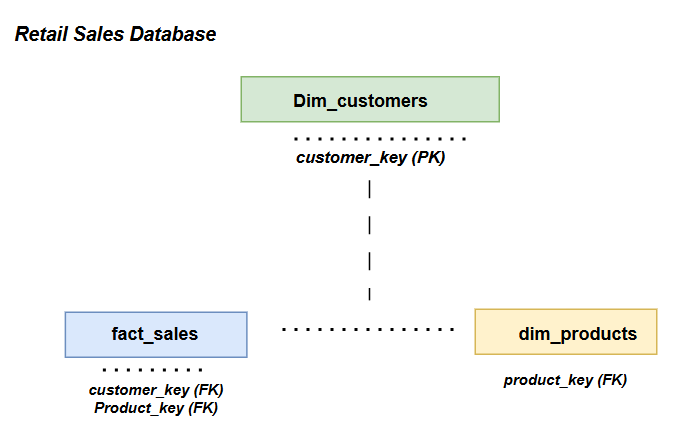 Retail Sales Database
Dim_customers
customer_key (PK)
fact_sales
dim_products
customer_key (FK)
Product_key (FK)
product_key (FK)